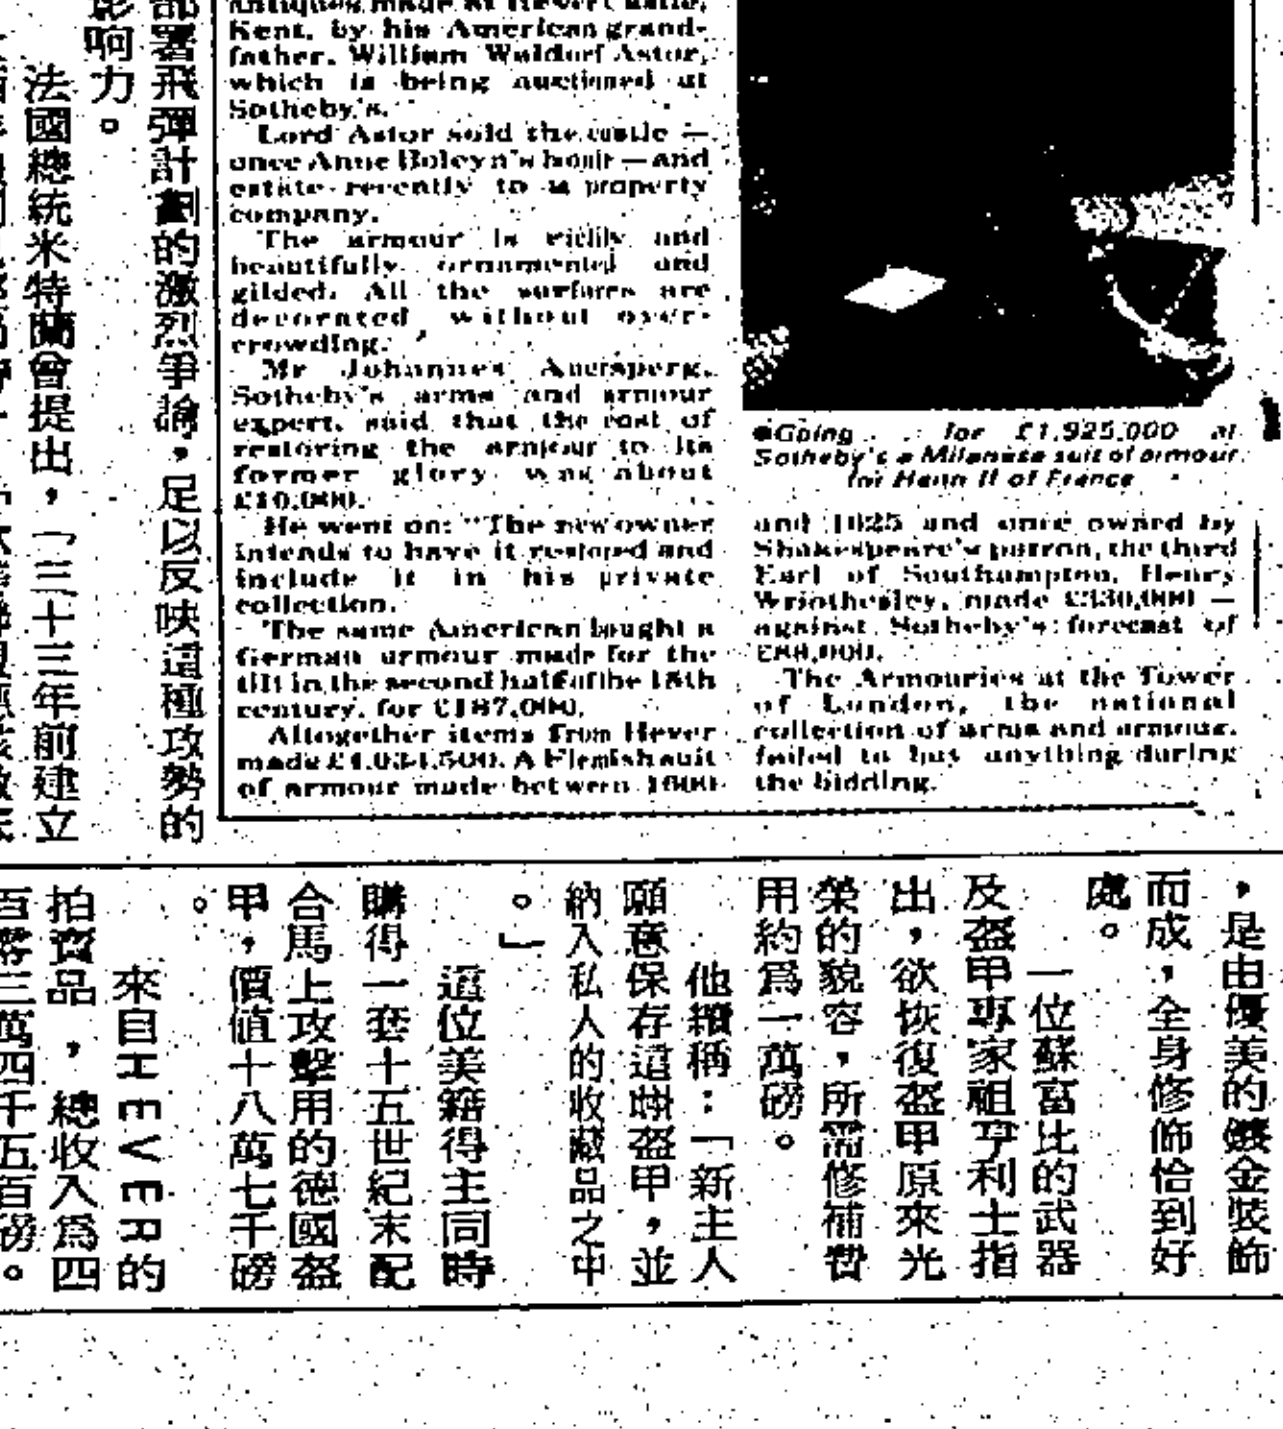 部署飛彈計劃的激烈爭論，足以反映這種攻勢的
影响力。
法國總統米特蘭曾提出，「三十三年前建立
antiques made at Hever Castle,
Kent, by his American grand-
father, William Waldorf Astor,
which is being auctioned at
Sotheby's.
Lord Astor sold the castle —
once Anne Boleyn's home — and
estate recently to a property
company.
The armour is richly and
beautifully ornamented and
gilded. All the surfaces are
decorated without over-
crowding.
Mr Johannes Auersperg,
Sotheby's arms and armour
expert, said that the cost of
restoring the armour to its
former glory was about
£10,000.
He went on: "The new owner
intends to have it restored and
include it in his private
collection.
The same American bought a
German armour made for the
tilt in the second half of the 15th
century, for £187,000.
Altogether items from Hever
made £4,034,500. A Flemish suit
of armour made between 1600
●Going . . . for £1,925,000 at
Sotheby's a Milanese suit of armour
for Henri II of France
and 1625 and once owned by
Shakespeare's patron, the third
Earl of Southampton, Henry
Wriothesley, made £130,000 —
against Sotheby's forecast of
£88,000.
The Armouries at the Tower
of London, the national
collection of arms and armour,
failed to buy anything during
the bidding.
，是由優美的鍍金裝飾
而成，全身修飾恰到好
處。
一位蘇富比的武器
及盔甲專家祖亨利士指
出，欲恢復盔甲原來光
榮的貌容，所需修補費
用約爲一萬磅。
他續稱：「新主人
願意保存這樹盔甲，並
納入私人的收藏品之中
。」
這位美籍得主同時
購得一套十五世紀末配
合馬上攻擊用的德國盔
甲，價值十八萬七千磅
。
來自HEVER的
拍賣品，總收入爲四
百零三萬四千五百磅。